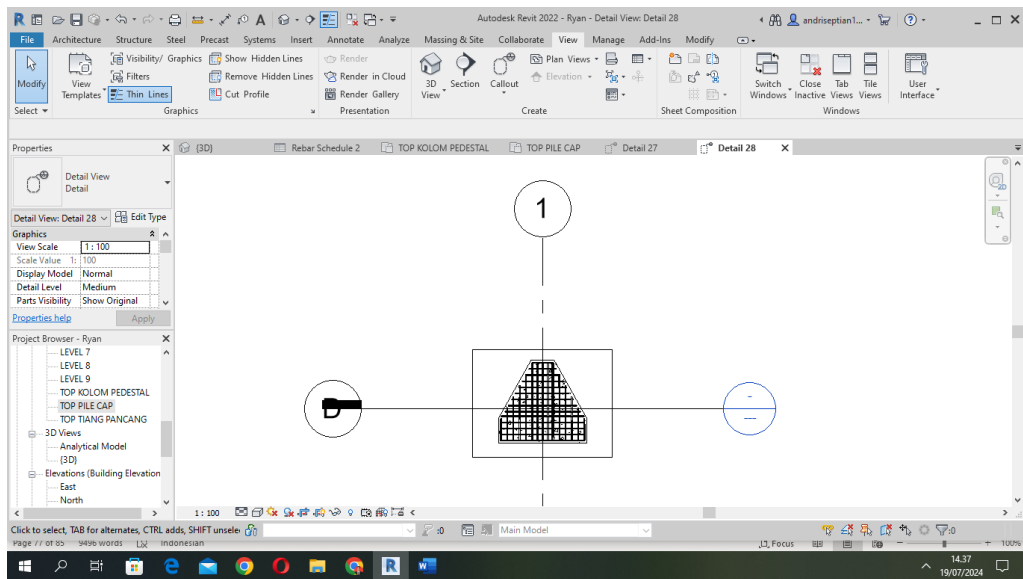 Autodesk Revit 2022 - Ryan - Detail View: Detail 28
andriseptian1...
File Architecture Structure Steel Precast Systems Insert Annotate Analyze Massing & Site Collaborate View Manage Add-Ins Modify
Modify
View
Templates
Visibility/ Graphics
Filters
Thin Lines
Show Hidden Lines
Remove Hidden Lines
Cut Profile
Render
Render in Cloud
Render Gallery
3D
View
Section
Callout
Plan Views
Elevation
Switch
Windows
Close
Inactive
Tab
Views
Tile
Views
User
Interface
Select Graphics Presentation Create Sheet Composition Windows
Properties
{3D} Rebar Schedule 2 TOP KOLOM PEDESTAL TOP PILE CAP Detail 27 Detail 28
Detail View
Detail
Detail View: Detail 28 Edit Type
Graphics
View Scale 1 : 100
Scale Value 1: 100
Display Model Normal
Detail Level Medium
Parts Visibility Show Original
Properties help Apply
Project Browser - Ryan
LEVEL 7
LEVEL 8
LEVEL 9
TOP KOLOM PEDESTAL
TOP PILE CAP
TOP TIANG PANCANG
3D Views
Analytical Model
{3D}
Elevations (Building Elevation
East
North
1
D
2D
1 : 100
Click to select, TAB for alternates, CTRL adds, SHIFT unsele
:0
Main Model
:0
Page 77 of 85 9496 words Indonesian
Focus
100%
14.37
19/07/2024